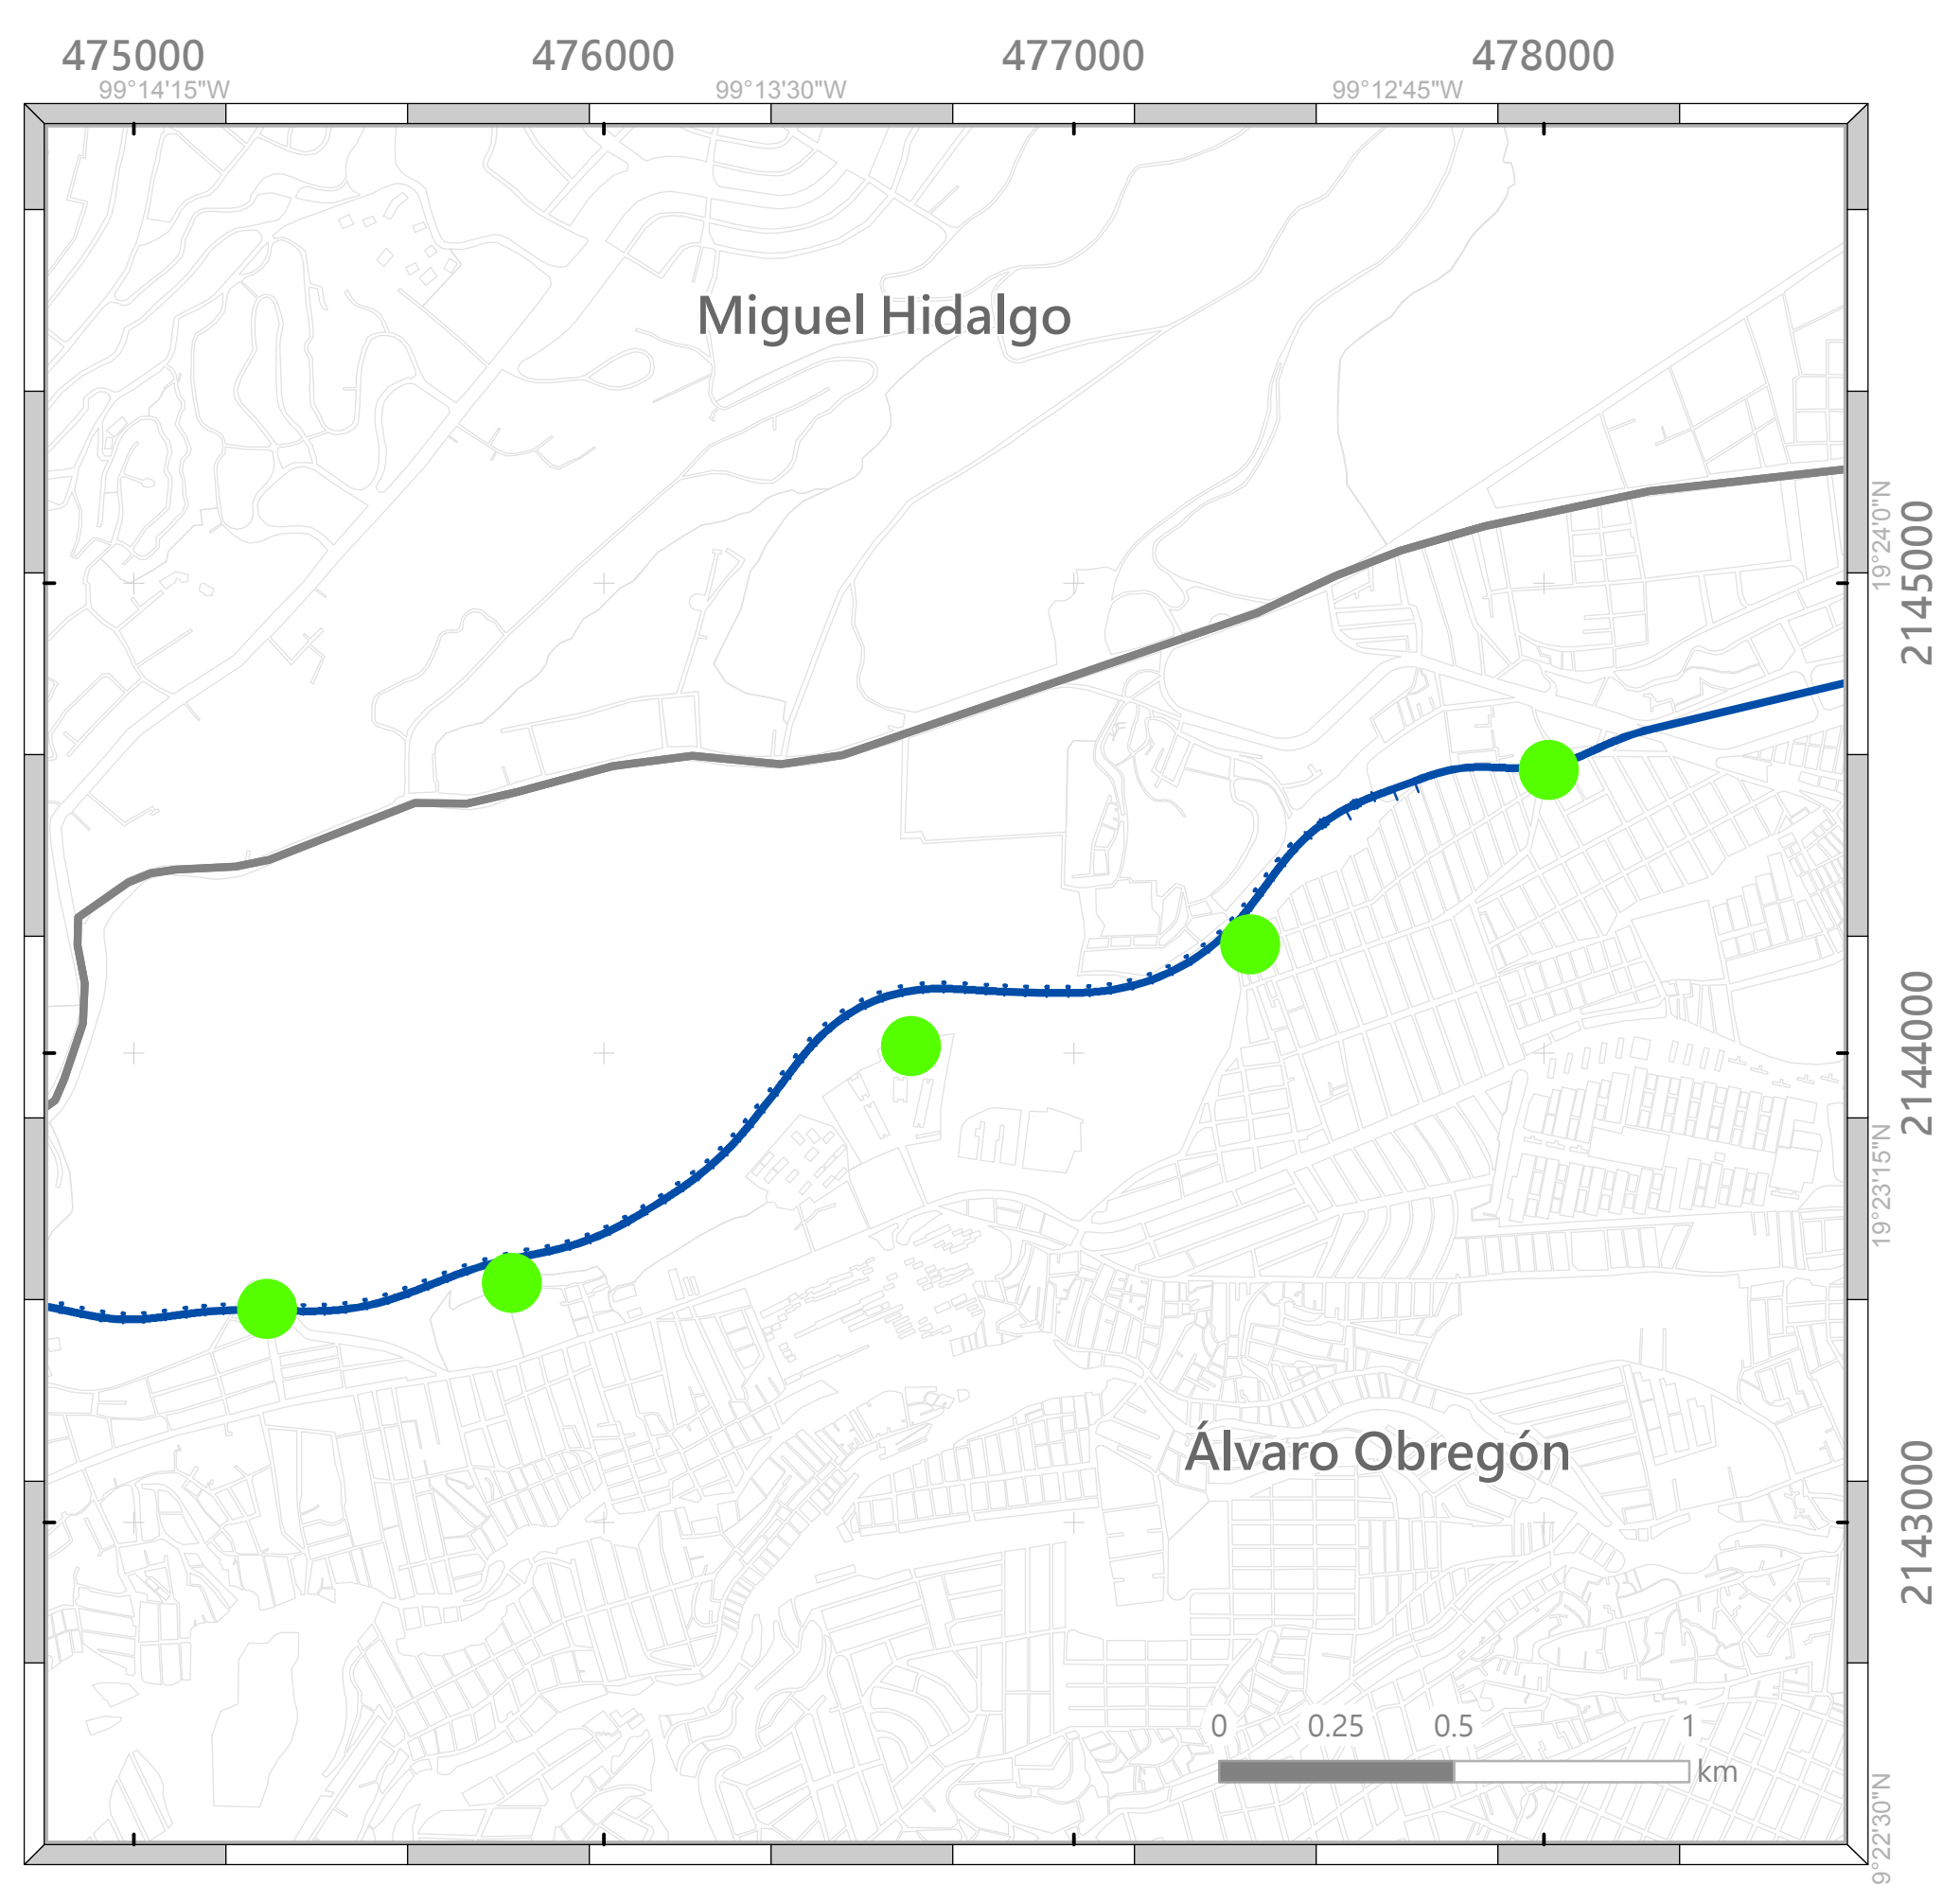 475000 476000 477000 478000
99°14'15"W 99°13'30"W 99°12'45"W
Miguel Hidalgo
19°24'0"N
2145000
2144000
19°23'15"N
Álvaro Obregón
2143000
0 0.25 0.5 1
km
9°22'30"N